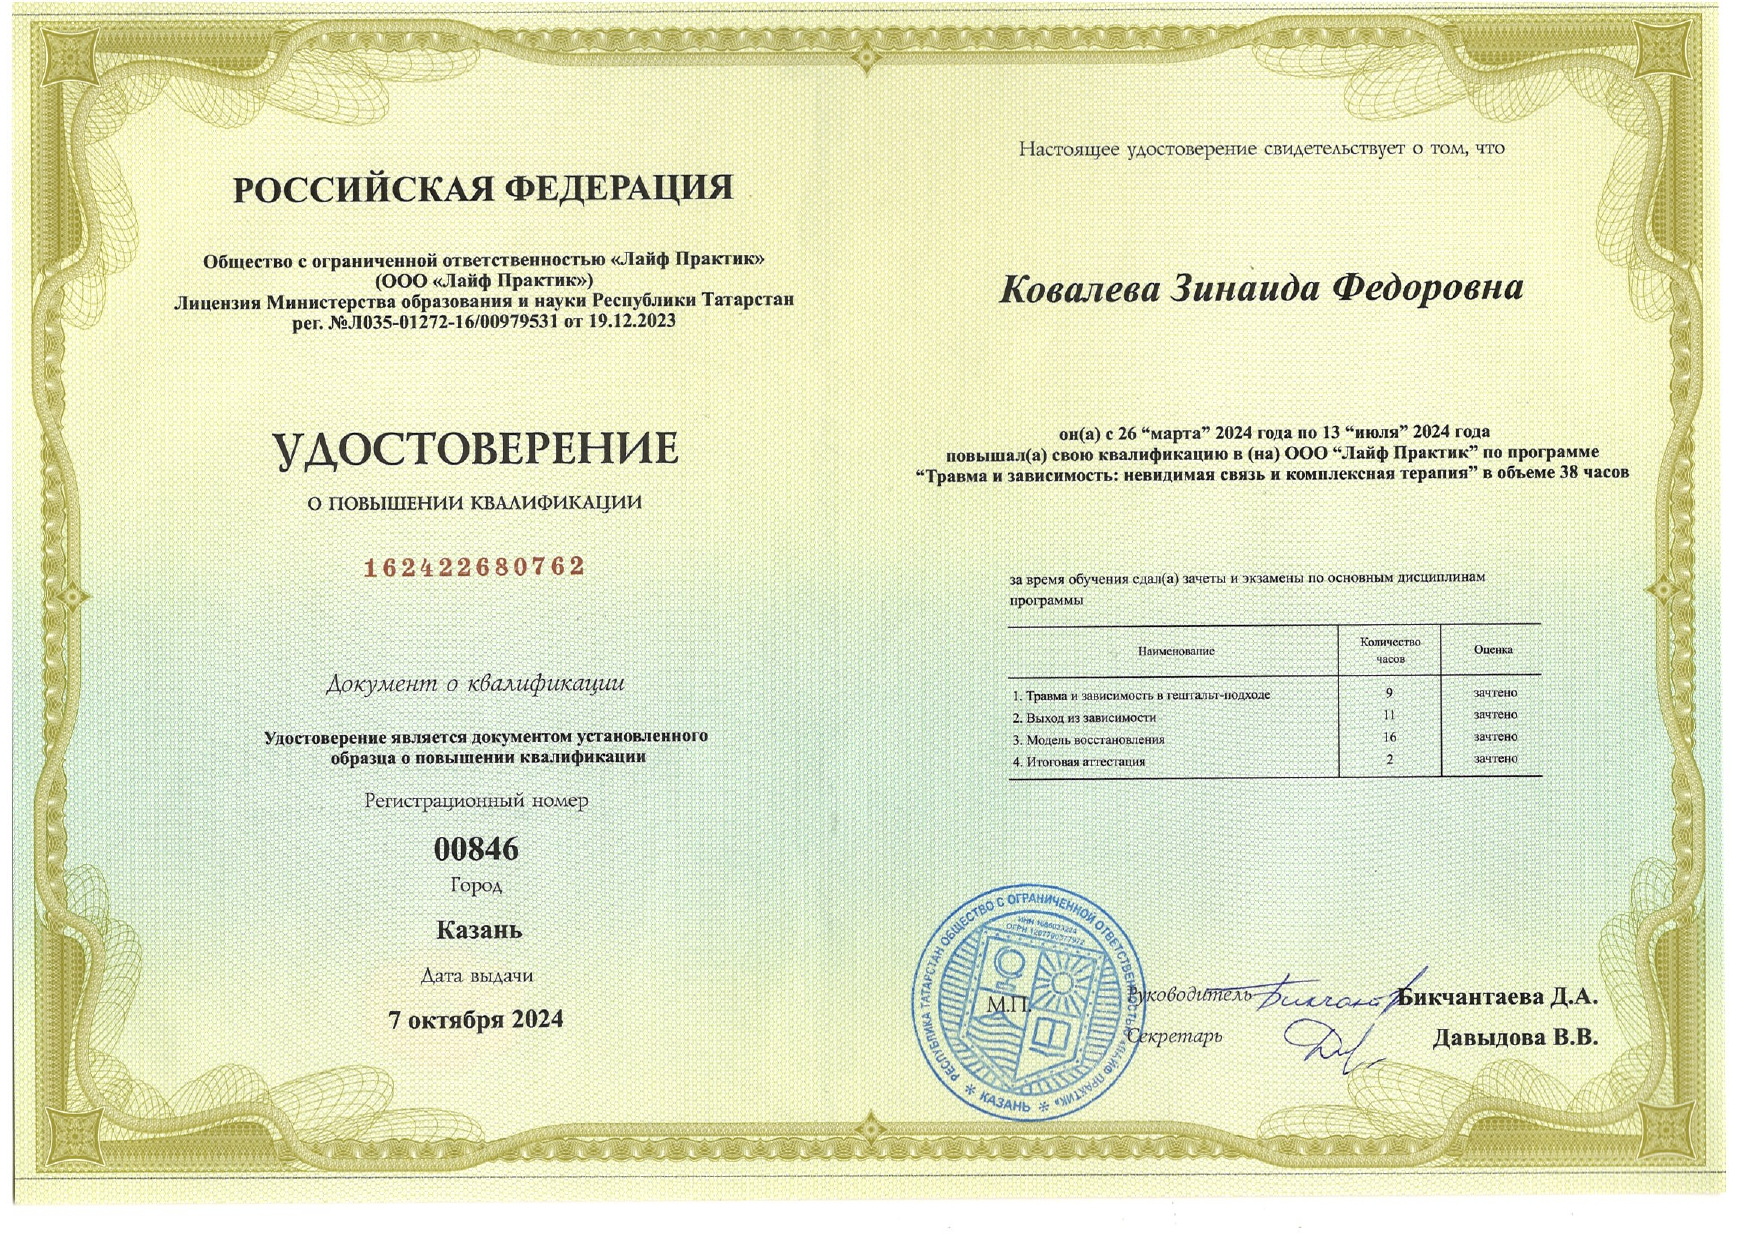 РОССИЙСКАЯ ФЕДЕРАЦИЯ
Общество с ограниченной ответственностью «Лайф Практик»
(ООО «Лайф Практик»)
Лицензия Министерства образования и науки Республики Татарстан
рег. №Л035-01272-16/00979531 от 19.12.2023
УДОСТОВЕРЕНИЕ
О ПОВЫШЕНИИ КВАЛИФИКАЦИИ
162422680762
Документ о квалификации
Удостоверение является документом установленного
образца о повышении квалификации
Регистрационный номер
00846
Город
Казань
Дата выдачи
7 октября 2024
Настоящее удостоверение свидетельствует о том, что
Ковалева Зинаида Федоровна
он(а) с 26 “марта” 2024 года по 13 “июля” 2024 года
повышал(а) свою квалификацию в (на) ООО “Лайф Практик” по программе
“Травма и зависимость: невидимая связь и комплексная терапия” в объеме 38 часов
за время обучения сдал(а) зачеты и экзамены по основным дисциплинам
программы
Наименование Количество часов Оценка
1. Травма и зависимость в гештальт-подходе 9 зачтено
2. Выход из зависимости 11 зачтено
3. Модель восстановления 16 зачтено
4. Итоговая аттестация 2 зачтено
М.П.
Руководитель Бикчантаева Д.А.
Секретарь Давыдова В.В.
РЕСПУБЛИКА ТАТАРСТАН ОБЩЕСТВО С ОГРАНИЧЕННОЙ ОТВЕТСТВЕННОСТЬЮ «ЛАЙФ ПРАКТИК»
* КАЗАНЬ *
ИНН
ОГРН